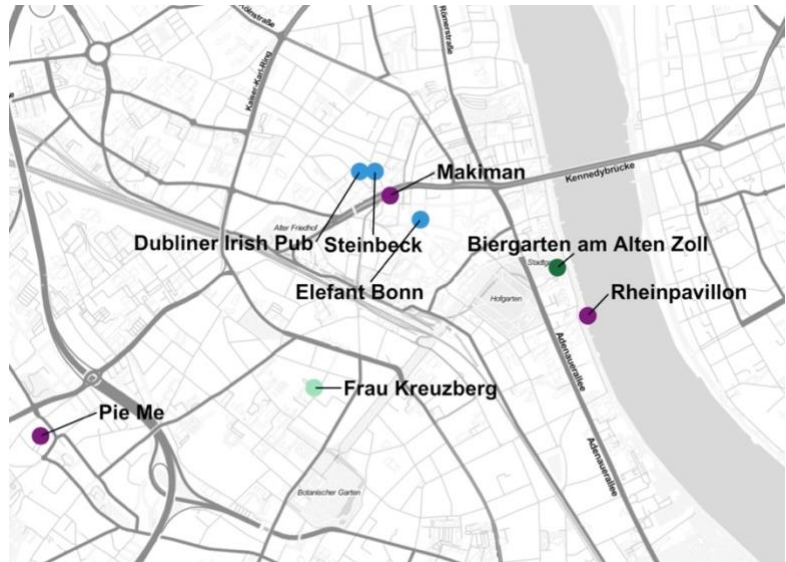 Kölnstraße
Römerstraße
Kaiser-Karl-Ring
Kennedybrücke
Makiman
Alter Friedhof
Dubliner Irish Pub
Steinbeck
Biergarten am Alten Zoll
Elefant Bonn
Hofgarten
Rheinpavillon
Adenauerallee
Frau Kreuzberg
Pie Me
Adenauerallee
Botanischer Garten